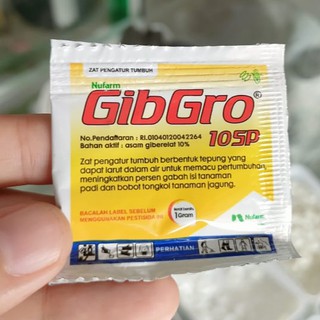 ZAT PENGATUR TUMBUH
Nufarm
GibGro®
10SP
No.Pendaftaran : RI.01040120042264
Bahan aktif : asam giberelat 10%
Zat pengatur tumbuh berbentuk tepung yang
dapat larut dalam air untuk memacu pertumbuhan
meningkatkan persen gabah isi tanaman
padi dan bobot tongkol tanaman jagung.
BACALAH LABEL SEBELUM
MENGGUNAKAN PESTISIDA INI
1 Gram
Nufarm
PERHATIAN